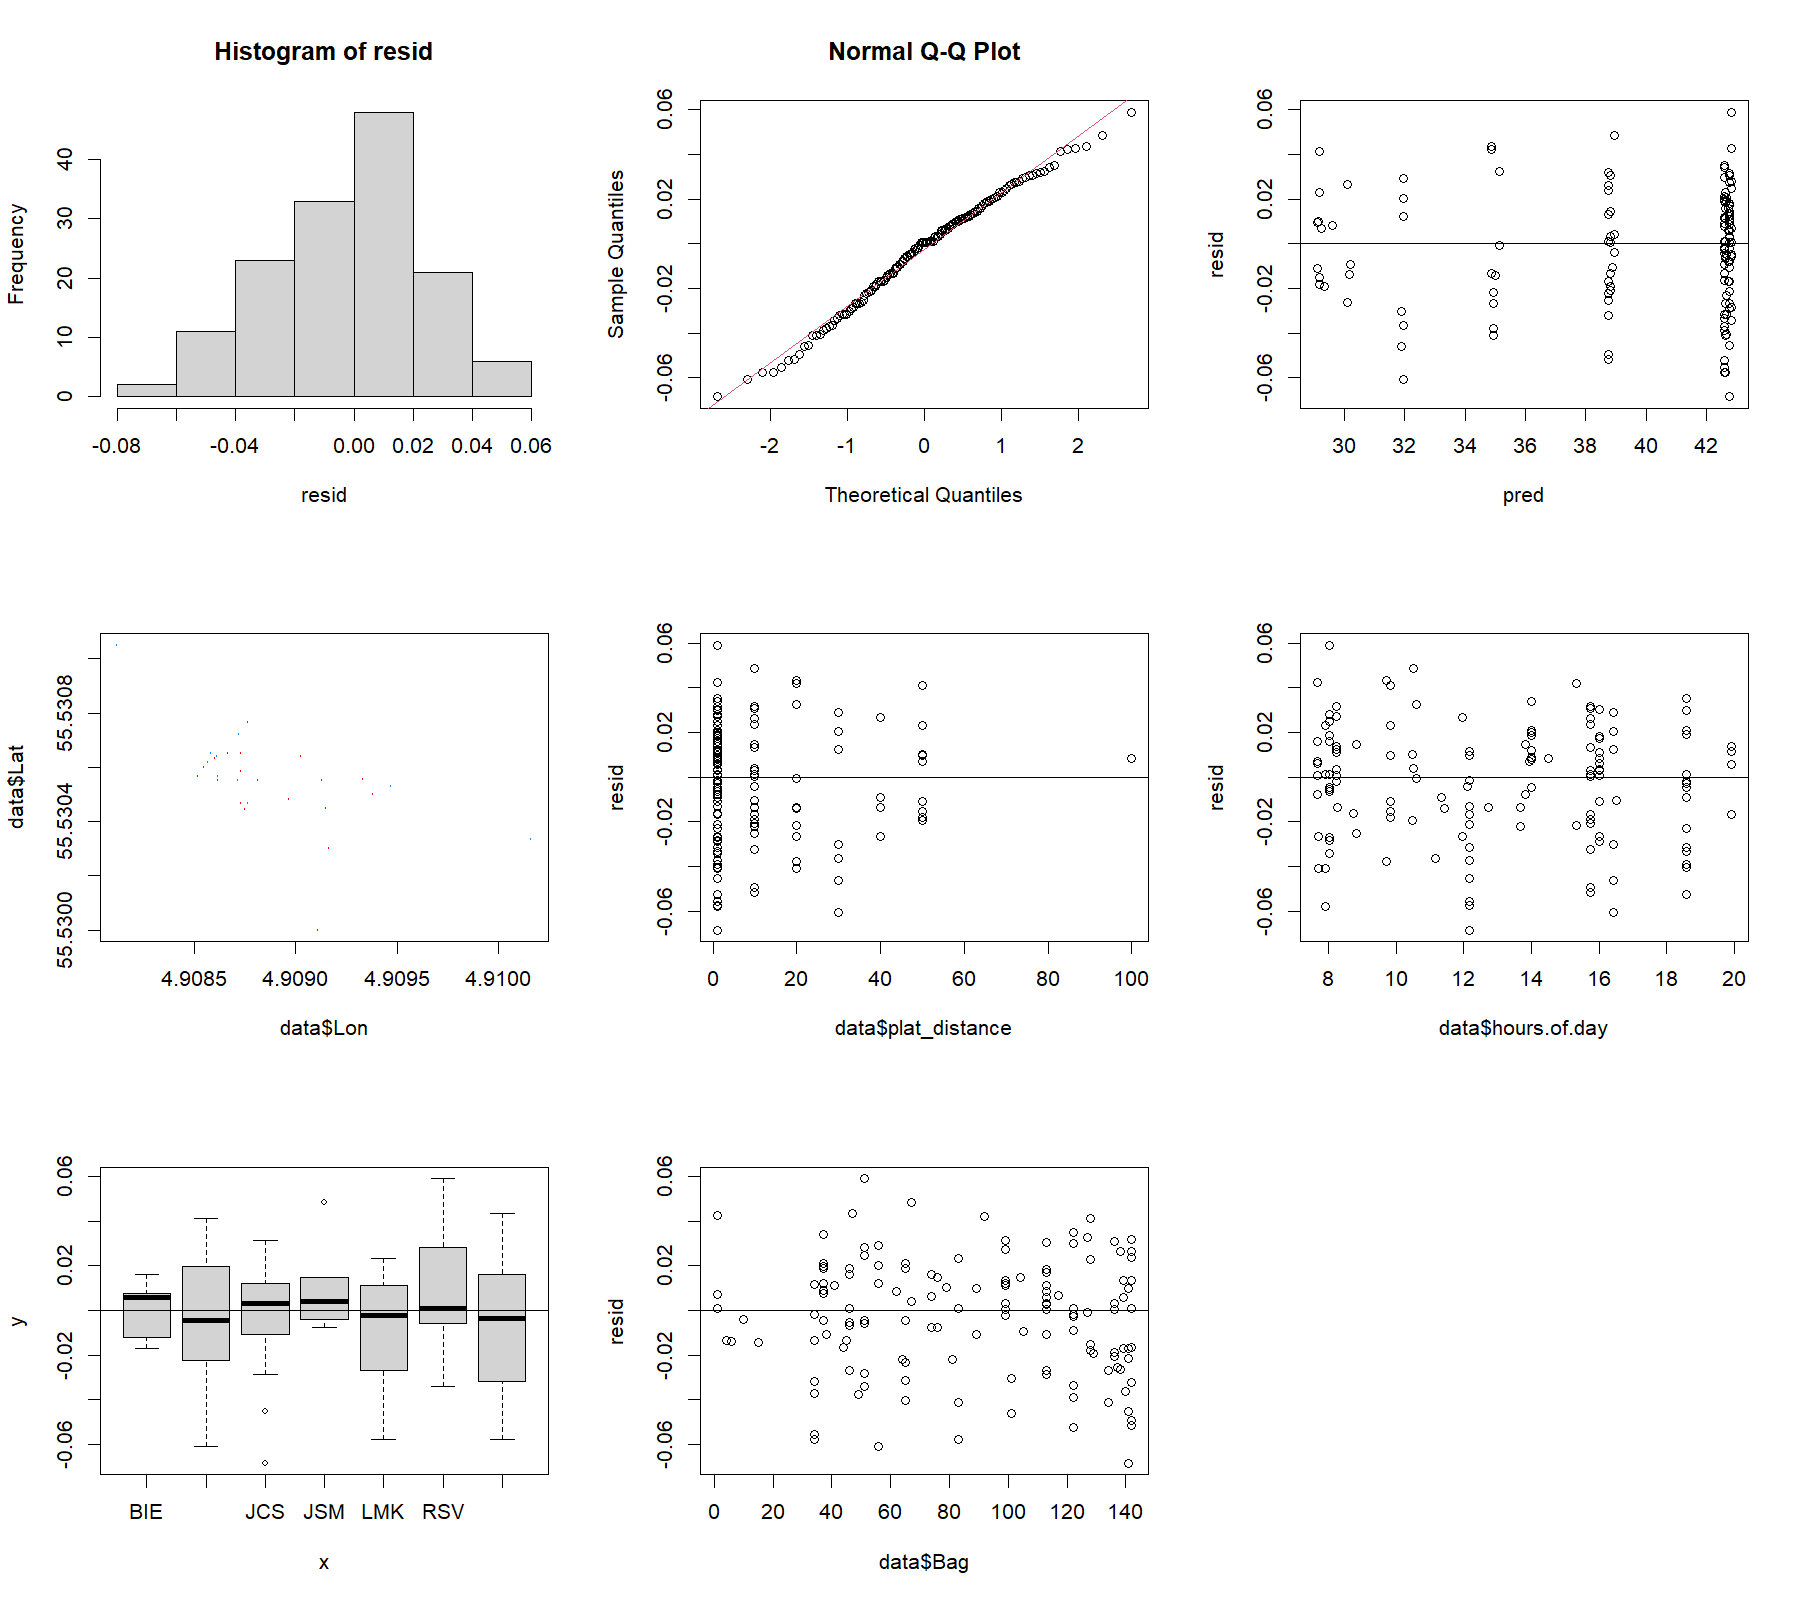 Histogram of resid
Frequency
0 10 20 30 40
-0.08 -0.04 0.00 0.02 0.04 0.06
resid
Normal Q-Q Plot
Sample Quantiles
-0.06 -0.02 0.02 0.06
-2 -1 0 1 2
Theoretical Quantiles
resid
-0.06 -0.02 0.02 0.06
30 32 34 36 38 40 42
pred
data$Lat
55.5300 55.5304 55.5308
4.9085 4.9090 4.9095 4.9100
data$Lon
resid
-0.06 -0.02 0.02 0.06
0 20 40 60 80 100
data$plat_distance
resid
-0.06 -0.02 0.02 0.06
8 10 12 14 16 18 20
data$hours.of.day
y
-0.06 -0.02 0.02 0.06
BIE JCS JSM LMK RSV
x
resid
-0.06 -0.02 0.02 0.06
0 20 40 60 80 100 120 140
data$Bag